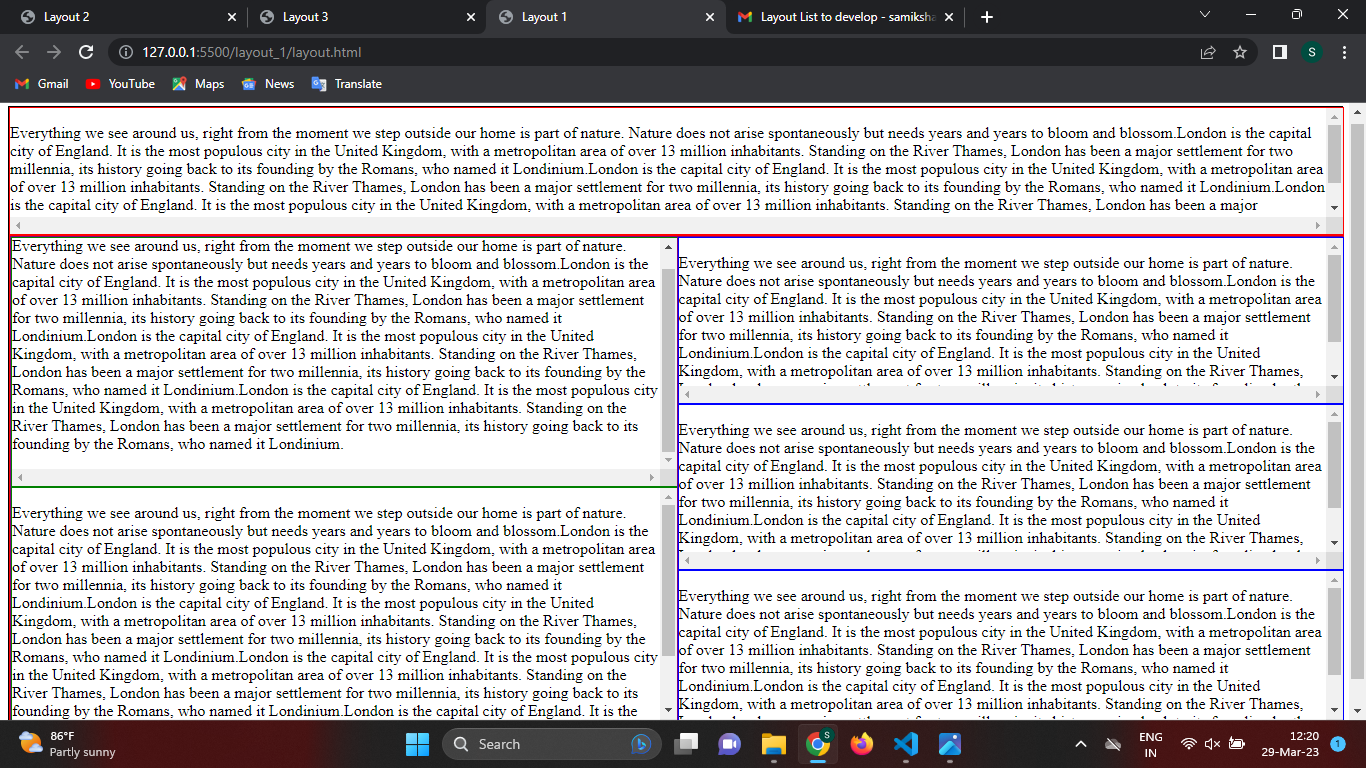 Layout 2
Layout 3
Layout 1
Layout List to develop - samiksha
127.0.0.1:5500/layout_1/layout.html
S
Gmail
YouTube
Maps
News
Translate
Everything we see around us, right from the moment we step outside our home is part of nature. Nature does not arise spontaneously but needs years and years to bloom and blossom.London is the capital
city of England. It is the most populous city in the United Kingdom, with a metropolitan area of over 13 million inhabitants. Standing on the River Thames, London has been a major settlement for two
millennia, its history going back to its founding by the Romans, who named it Londinium.London is the capital city of England. It is the most populous city in the United Kingdom, with a metropolitan area
of over 13 million inhabitants. Standing on the River Thames, London has been a major settlement for two millennia, its history going back to its founding by the Romans, who named it Londinium.London
is the capital city of England. It is the most populous city in the United Kingdom, with a metropolitan area of over 13 million inhabitants. Standing on the River Thames, London has been a major
Everything we see around us, right from the moment we step outside our home is part of nature.
Nature does not arise spontaneously but needs years and years to bloom and blossom.London is the
capital city of England. It is the most populous city in the United Kingdom, with a metropolitan area
of over 13 million inhabitants. Standing on the River Thames, London has been a major settlement
for two millennia, its history going back to its founding by the Romans, who named it
Londinium.London is the capital city of England. It is the most populous city in the United
Kingdom, with a metropolitan area of over 13 million inhabitants. Standing on the River Thames,
London has been a major settlement for two millennia, its history going back to its founding by the
Romans, who named it Londinium.London is the capital city of England. It is the most populous city
in the United Kingdom, with a metropolitan area of over 13 million inhabitants. Standing on the
River Thames, London has been a major settlement for two millennia, its history going back to its
founding by the Romans, who named it Londinium.
Everything we see around us, right from the moment we step outside our home is part of nature.
Nature does not arise spontaneously but needs years and years to bloom and blossom.London is the
capital city of England. It is the most populous city in the United Kingdom, with a metropolitan area
of over 13 million inhabitants. Standing on the River Thames, London has been a major settlement
for two millennia, its history going back to its founding by the Romans, who named it
Londinium.London is the capital city of England. It is the most populous city in the United
Kingdom, with a metropolitan area of over 13 million inhabitants. Standing on the River Thames,
London has been a major settlement for two millennia, its history going back to its founding by the
Romans, who named it Londinium.London is the capital city of England. It is the most populous city
in the United Kingdom, with a metropolitan area of over 13 million inhabitants. Standing on the
River Thames, London has been a major settlement for two millennia, its history going back to its
founding by the Romans, who named it Londinium.London is the capital city of England. It is the
Everything we see around us, right from the moment we step outside our home is part of nature.
Nature does not arise spontaneously but needs years and years to bloom and blossom.London is the
capital city of England. It is the most populous city in the United Kingdom, with a metropolitan area
of over 13 million inhabitants. Standing on the River Thames, London has been a major settlement
for two millennia, its history going back to its founding by the Romans, who named it
Londinium.London is the capital city of England. It is the most populous city in the United
Kingdom, with a metropolitan area of over 13 million inhabitants. Standing on the River Thames,
Everything we see around us, right from the moment we step outside our home is part of nature.
Nature does not arise spontaneously but needs years and years to bloom and blossom.London is the
capital city of England. It is the most populous city in the United Kingdom, with a metropolitan area
of over 13 million inhabitants. Standing on the River Thames, London has been a major settlement
for two millennia, its history going back to its founding by the Romans, who named it
Londinium.London is the capital city of England. It is the most populous city in the United
Kingdom, with a metropolitan area of over 13 million inhabitants. Standing on the River Thames,
Everything we see around us, right from the moment we step outside our home is part of nature.
Nature does not arise spontaneously but needs years and years to bloom and blossom.London is the
capital city of England. It is the most populous city in the United Kingdom, with a metropolitan area
of over 13 million inhabitants. Standing on the River Thames, London has been a major settlement
for two millennia, its history going back to its founding by the Romans, who named it
Londinium.London is the capital city of England. It is the most populous city in the United
Kingdom, with a metropolitan area of over 13 million inhabitants. Standing on the River Thames,
86°F
Partly sunny
Search
S
ENG
IN
12:20
29-Mar-23
1